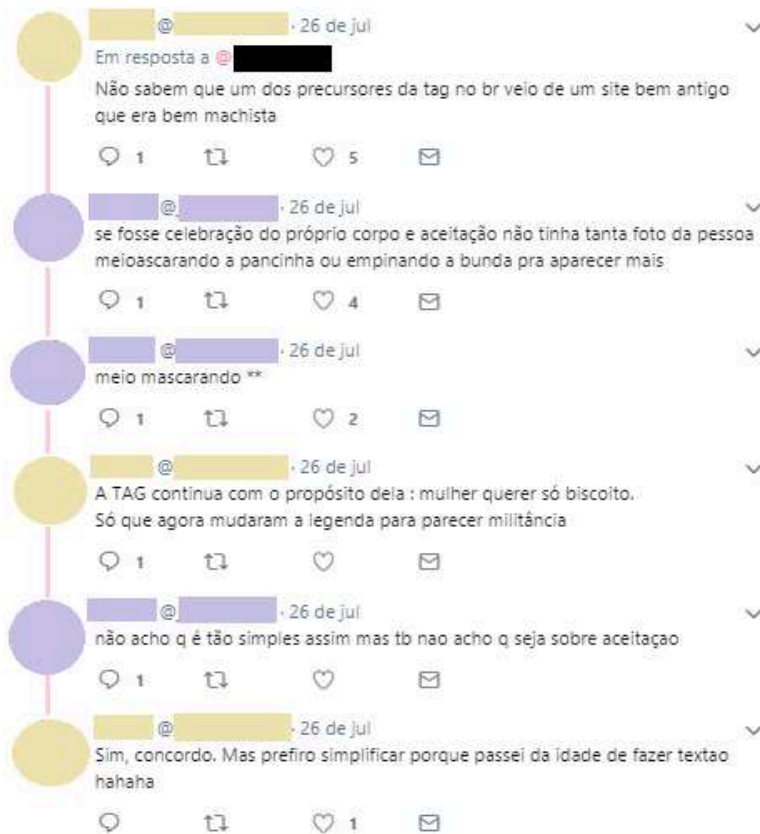 @ · 26 de jul
Em resposta a @
Não sabem que um dos precursores da tag no br veio de um site bem antigo
que era bem machista
1 5
@ · 26 de jul
se fosse celebração do próprio corpo e aceitação não tinha tanta foto da pessoa
meioascarando a pancinha ou empinando a bunda pra aparecer mais
1 4
@ · 26 de jul
meio mascarando **
1 2
@ · 26 de jul
A TAG continua com o propósito dela : mulher querer só biscoito.
Só que agora mudaram a legenda para parecer militância
1
@ · 26 de jul
não acho q é tão simples assim mas tb nao acho q seja sobre aceitaçao
1
@ · 26 de jul
Sim, concordo. Mas prefiro simplificar porque passei da idade de fazer textao
hahaha
1